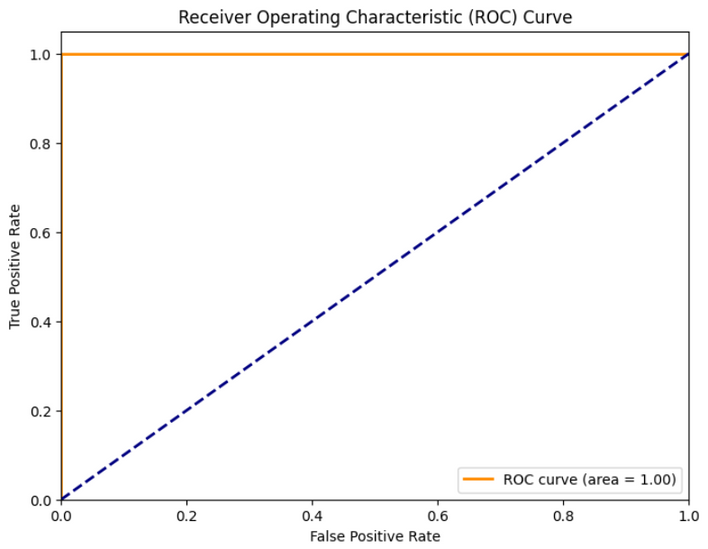 Receiver Operating Characteristic (ROC) Curve
True Positive Rate
1.0
0.8
0.6
0.4
0.2
0.0
ROC curve (area = 1.00)
0.0 0.2 0.4 0.6 0.8 1.0
False Positive Rate